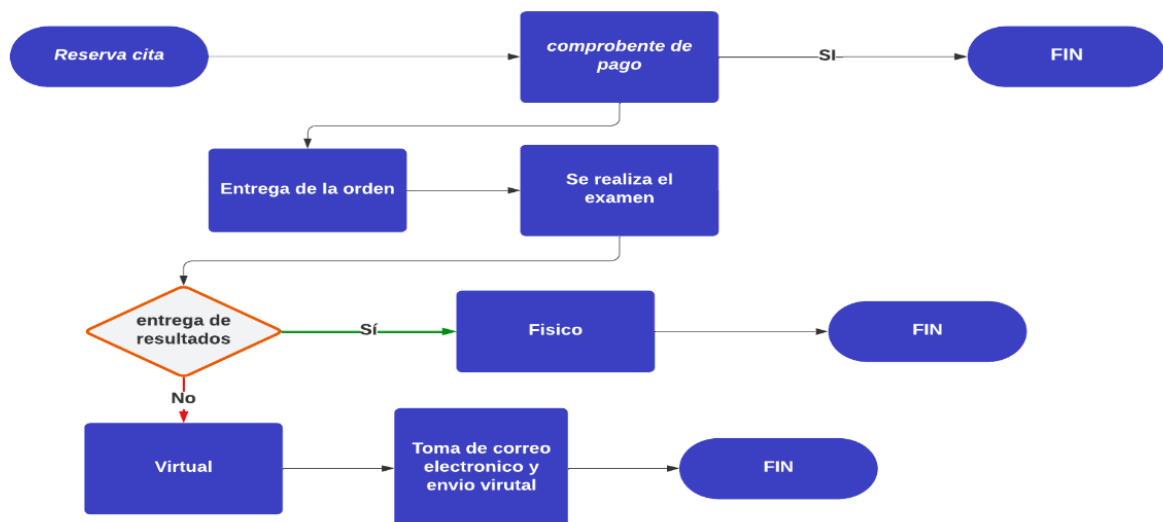 Reserva cita
comprobente de
pago
SI
FIN
Entrega de la orden
Se realiza el
examen
entrega de
resultados
Sí
Fisico
FIN
No
Virtual
Toma de correo
electronico y
envio virutal
FIN